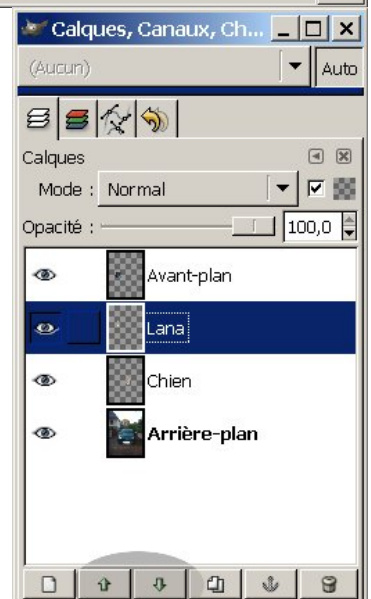 Calques, Canaux, Ch...
(Aucun)
Auto
Calques
Mode : Normal
Opacité : 100,0
Avant-plan
Lana
Chien
Arrière-plan